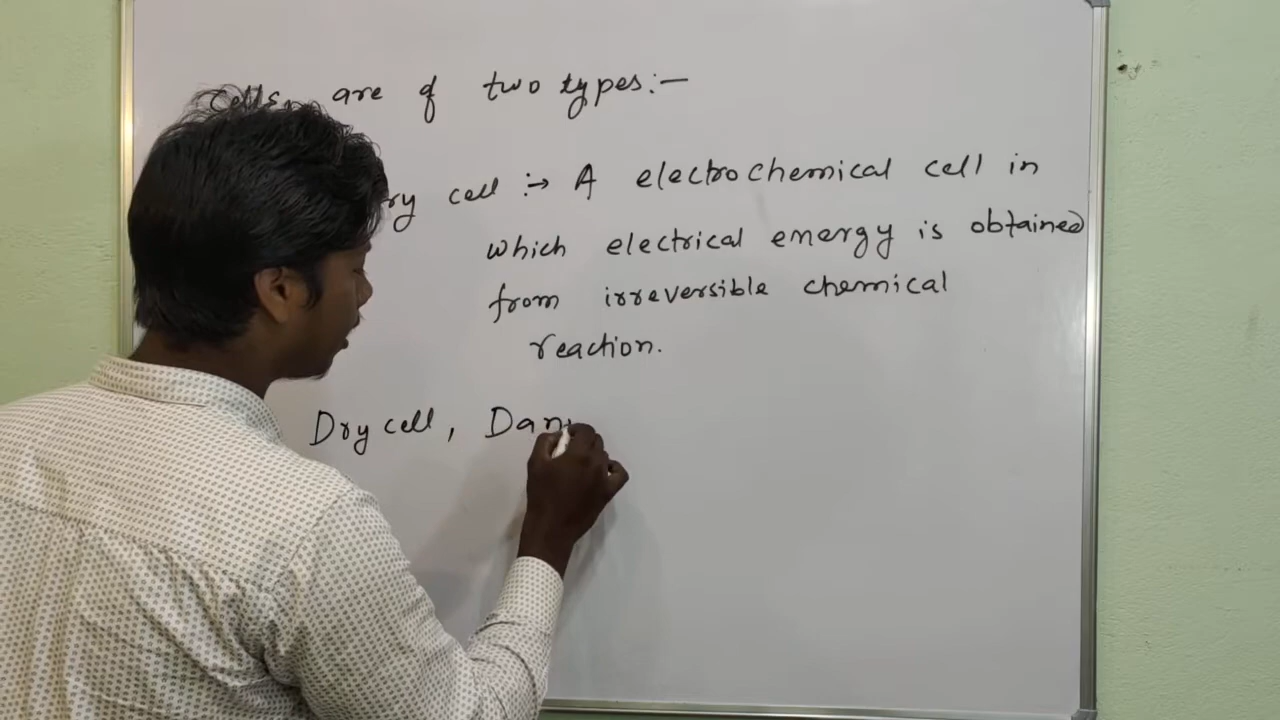 Cells are of two types:-
cell :→ A electrochemical cell in
which electrical energy is obtained
from irreversible chemical
reaction.
Dry cell,